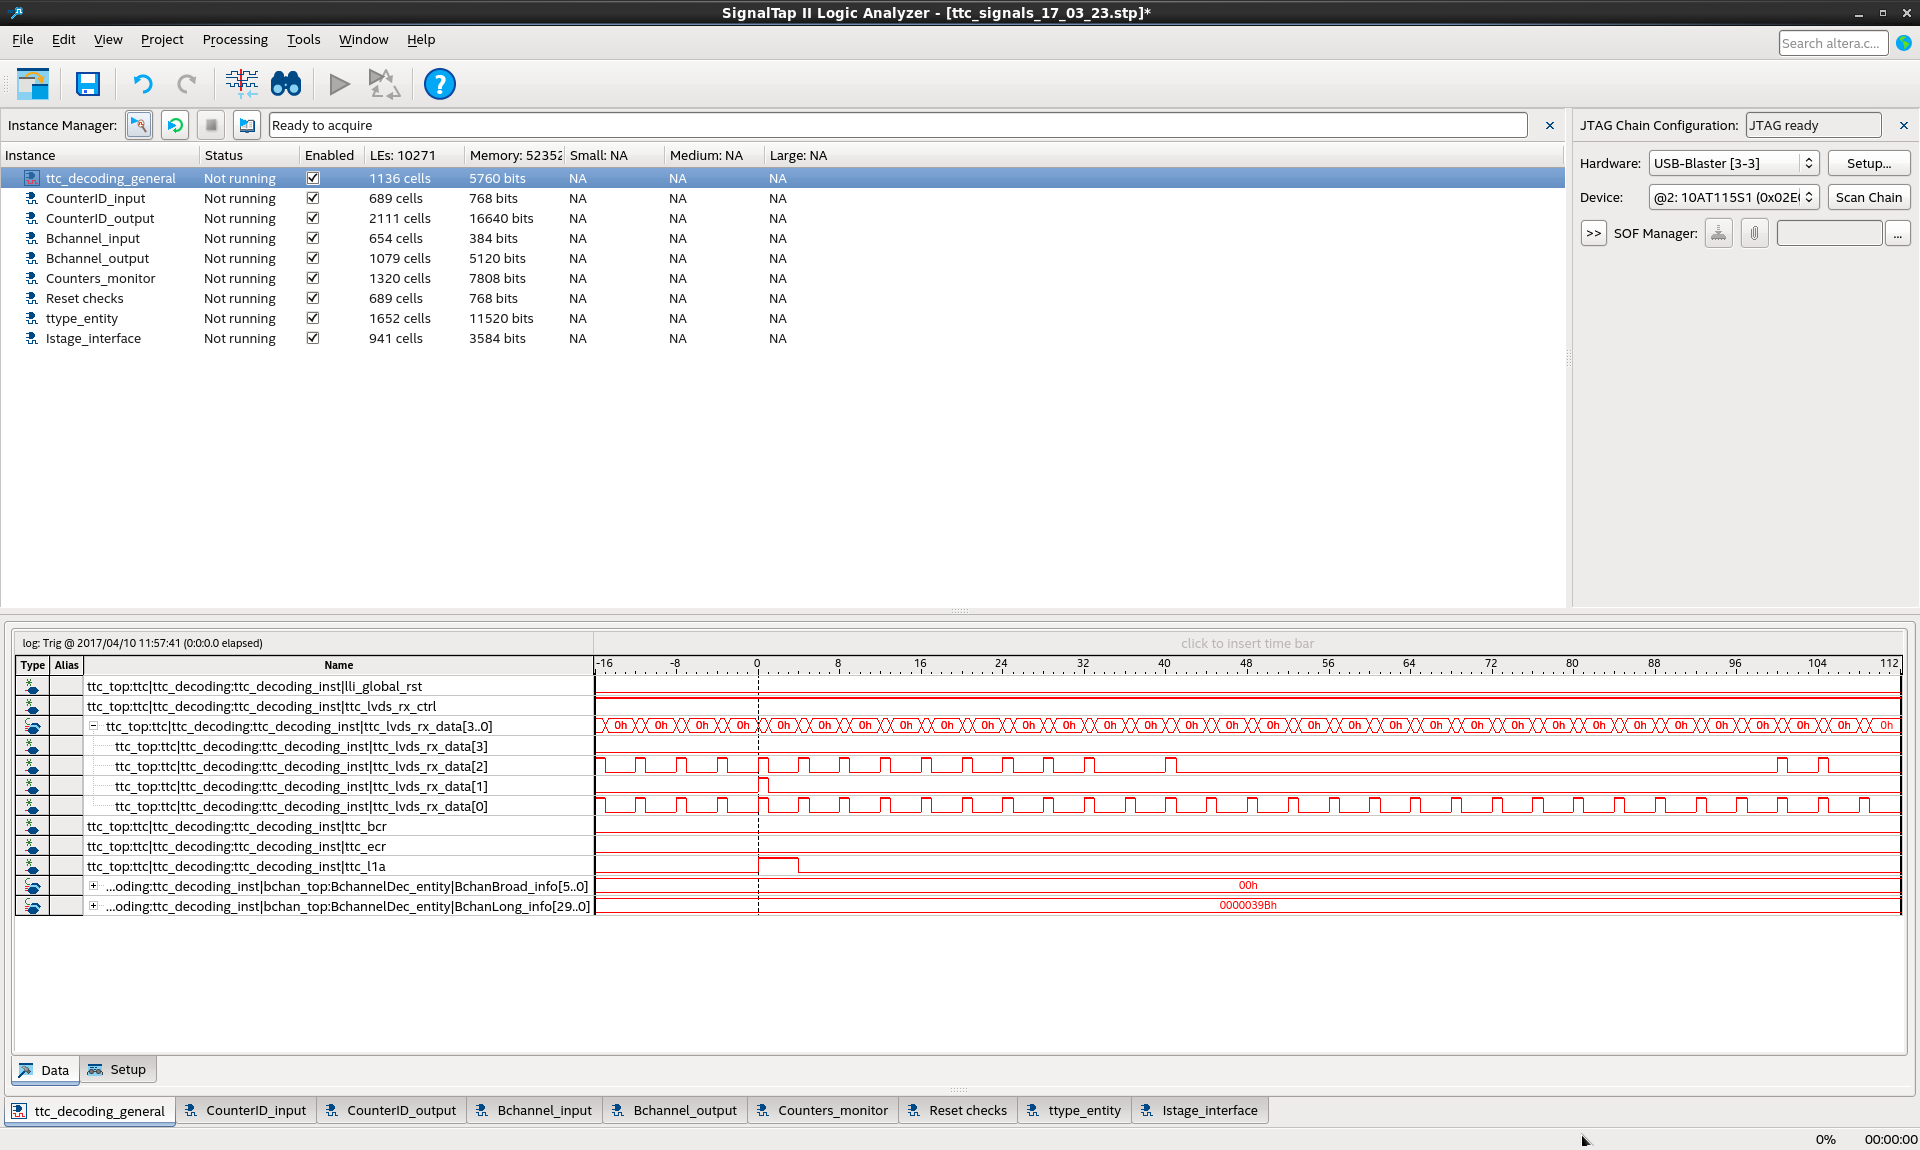 SignalTap II Logic Analyzer - [ttc_signals_17_03_23.stp]*
File Edit View Project Processing Tools Window Help
Search altera.c...
Instance Manager: Ready to acquire
JTAG Chain Configuration: JTAG ready
Instance Status Enabled LEs: 10271 Memory: 52352 Small: NA Medium: NA Large: NA
ttc_decoding_general Not running 1136 cells 5760 bits NA NA NA
CounterID_input Not running 689 cells 768 bits NA NA NA
CounterID_output Not running 2111 cells 16640 bits NA NA NA
Bchannel_input Not running 654 cells 384 bits NA NA NA
Bchannel_output Not running 1079 cells 5120 bits NA NA NA
Counters_monitor Not running 1320 cells 7808 bits NA NA NA
Reset checks Not running 689 cells 768 bits NA NA NA
ttype_entity Not running 1652 cells 11520 bits NA NA NA
Istage_interface Not running 941 cells 3584 bits NA NA NA
Hardware: USB-Blaster [3-3] Setup...
Device: @2: 10AT115S1 (0x02E Scan Chain
>> SOF Manager: ...
log: Trig @ 2017/04/10 11:57:41 (0:0:0.0 elapsed) click to insert time bar
Type Alias Name -16 -8 0 8 16 24 32 40 48 56 64 72 80 88 96 104 112
ttc_top:ttc|ttc_decoding:ttc_decoding_inst|lli_global_rst
ttc_top:ttc|ttc_decoding:ttc_decoding_inst|ttc_lvds_rx_ctrl
ttc_top:ttc|ttc_decoding:ttc_decoding_inst|ttc_lvds_rx_data[3..0] 0h 0h 0h 0h 0h 0h 0h 0h 0h 0h 0h 0h 0h 0h 0h 0h 0h 0h 0h 0h 0h 0h 0h 0h 0h 0h 0h 0h 0h 0h 0h 0h
ttc_top:ttc|ttc_decoding:ttc_decoding_inst|ttc_lvds_rx_data[3]
ttc_top:ttc|ttc_decoding:ttc_decoding_inst|ttc_lvds_rx_data[2]
ttc_top:ttc|ttc_decoding:ttc_decoding_inst|ttc_lvds_rx_data[1]
ttc_top:ttc|ttc_decoding:ttc_decoding_inst|ttc_lvds_rx_data[0]
ttc_top:ttc|ttc_decoding:ttc_decoding_inst|ttc_bcr
ttc_top:ttc|ttc_decoding:ttc_decoding_inst|ttc_ecr
ttc_top:ttc|ttc_decoding:ttc_decoding_inst|ttc_l1a
...oding:ttc_decoding_inst|bchan_top:BchannelDec_entity|BchanBroad_info[5..0] 00h
...oding:ttc_decoding_inst|bchan_top:BchannelDec_entity|BchanLong_info[29..0] 0000039Bh
Data Setup
ttc_decoding_general CounterID_input CounterID_output Bchannel_input Bchannel_output Counters_monitor Reset checks ttype_entity Istage_interface
0% 00:00:00